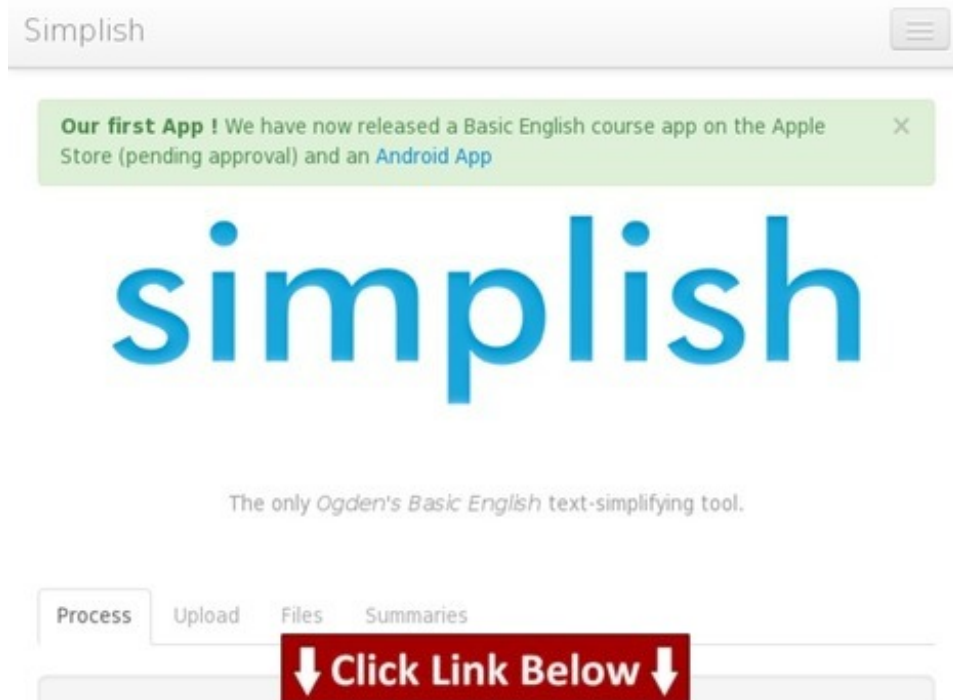 Simplish
Our first App ! We have now released a Basic English course app on the Apple
Store (pending approval) and an Android App
simplish
The only Ogden's Basic English text-simplifying tool.
Process Upload Files Summaries
Click Link Below